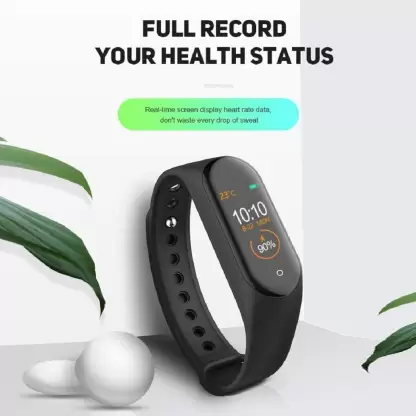 FULL RECORD
YOUR HEALTH STATUS
Real-time screen display heart rate data,
don't waste every drop of sweat
23°C
10:10
90%